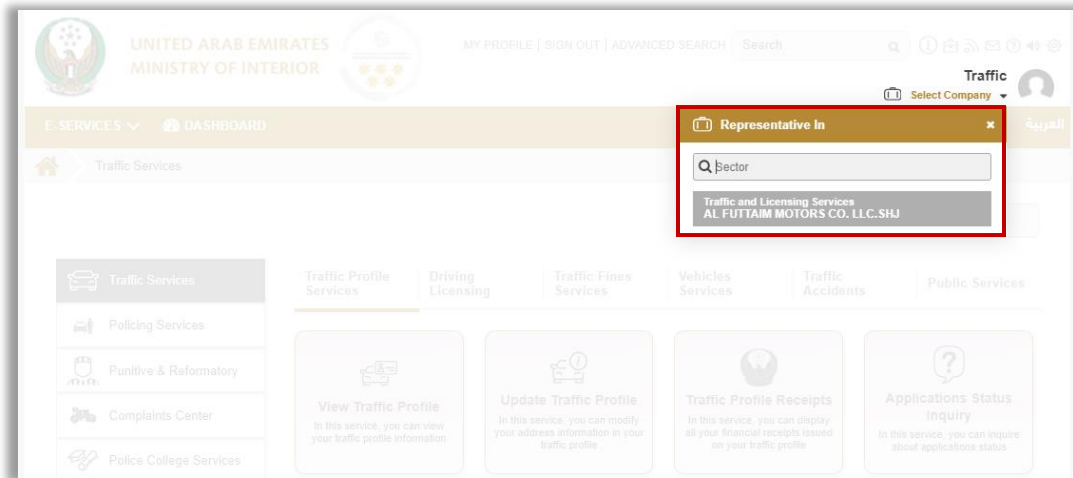 UNITED ARAB EMIRATES
MINISTRY OF INTERIOR
MY PROFILE | SIGN OUT | ADVANCED SEARCH
Search
Traffic
Select Company
E-SERVICES
DASHBOARD
Representative In
العربية
Traffic Services
Sector
Traffic and Licensing Services
AL FUTTAIM MOTORS CO. LLC.SHJ
Traffic Services
Policing Services
Punitive & Reformatory
Complaints Center
Police College Services
Traffic Profile
Services
Driving
Licensing
Traffic Fines
Services
Vehicles
Services
Traffic
Accidents
Public Services
View Traffic Profile
In this service, you can view
your traffic profile information
Update Traffic Profile
In this service, you can modify
your address information in your
traffic profile
Traffic Profile Receipts
In this service, you can display
all your financial receipts issued
on your traffic profile
Applications Status
Inquiry
In this service, you can inquire
about applications status